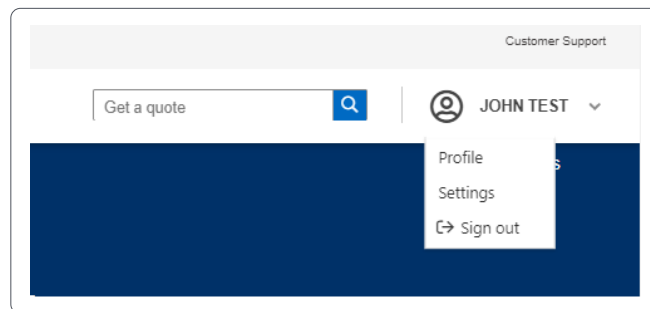 Customer Support
Get a quote
JOHN TEST
Profile
Settings
Sign out